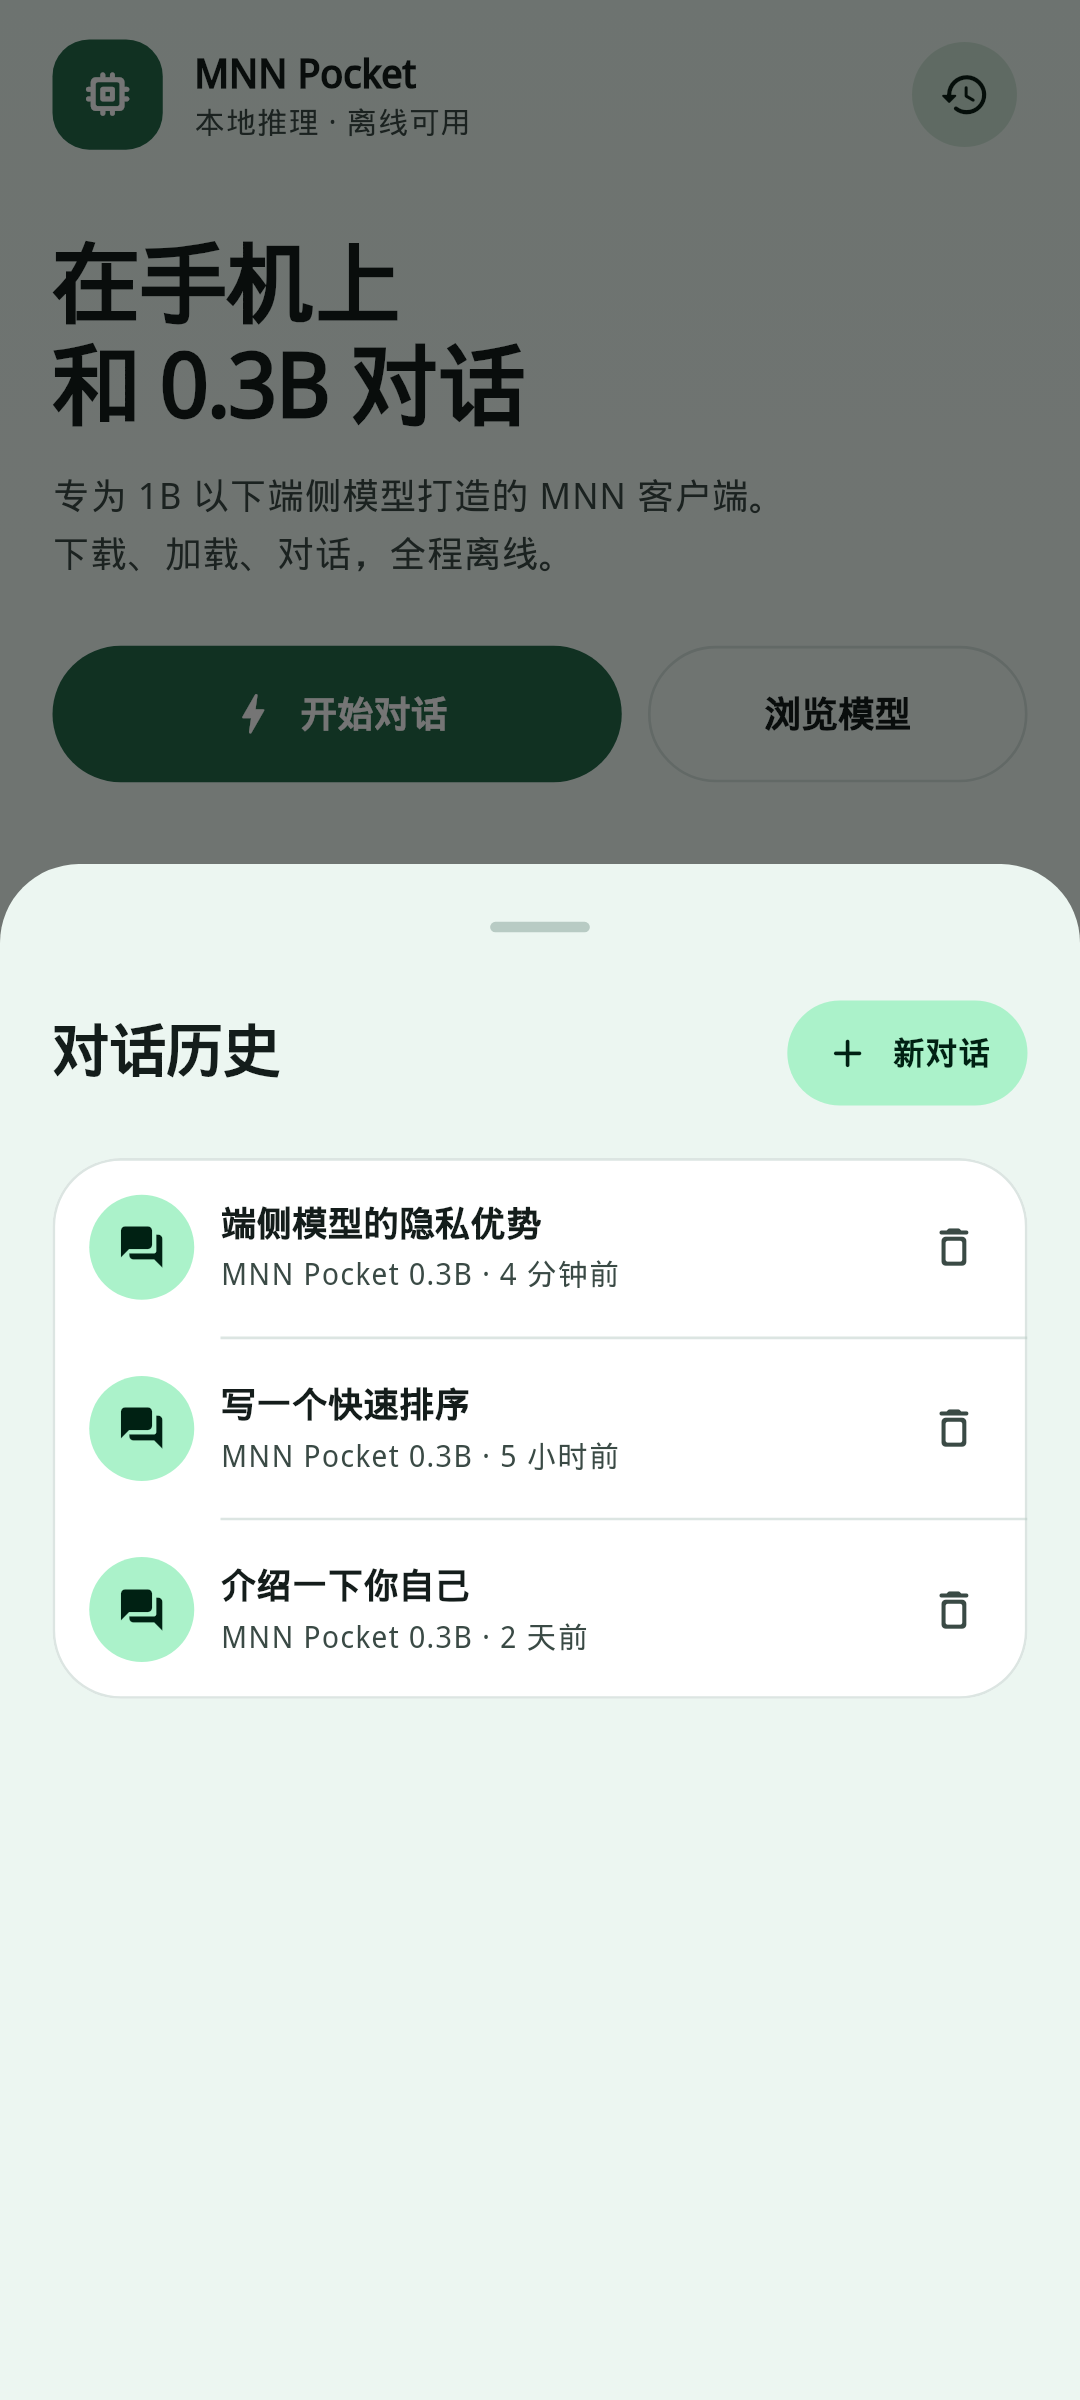 MNN Pocket
本地推理 · 离线可用
在手机上
和 0.3B 对话
专为 1B 以下端侧模型打造的 MNN 客户端。
下载、加载、对话，全程离线。
开始对话
浏览模型
对话历史
新对话
端侧模型的隐私优势
MNN Pocket 0.3B · 4 分钟前
写一个快速排序
MNN Pocket 0.3B · 5 小时前
介绍一下你自己
MNN Pocket 0.3B · 2 天前